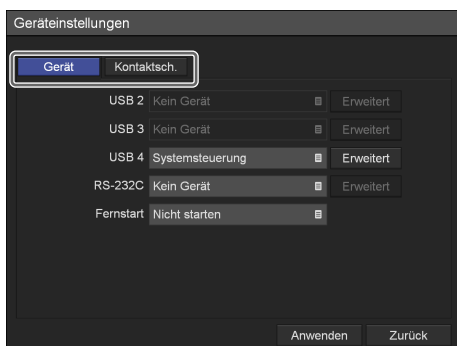 Geräteinstellungen
Gerät Kontaktsch.
USB 2 Kein Gerät Erweitert
USB 3 Kein Gerät Erweitert
USB 4 Systemsteuerung Erweitert
RS-232C Kein Gerät Erweitert
Fernstart Nicht starten
Anwenden Zurück